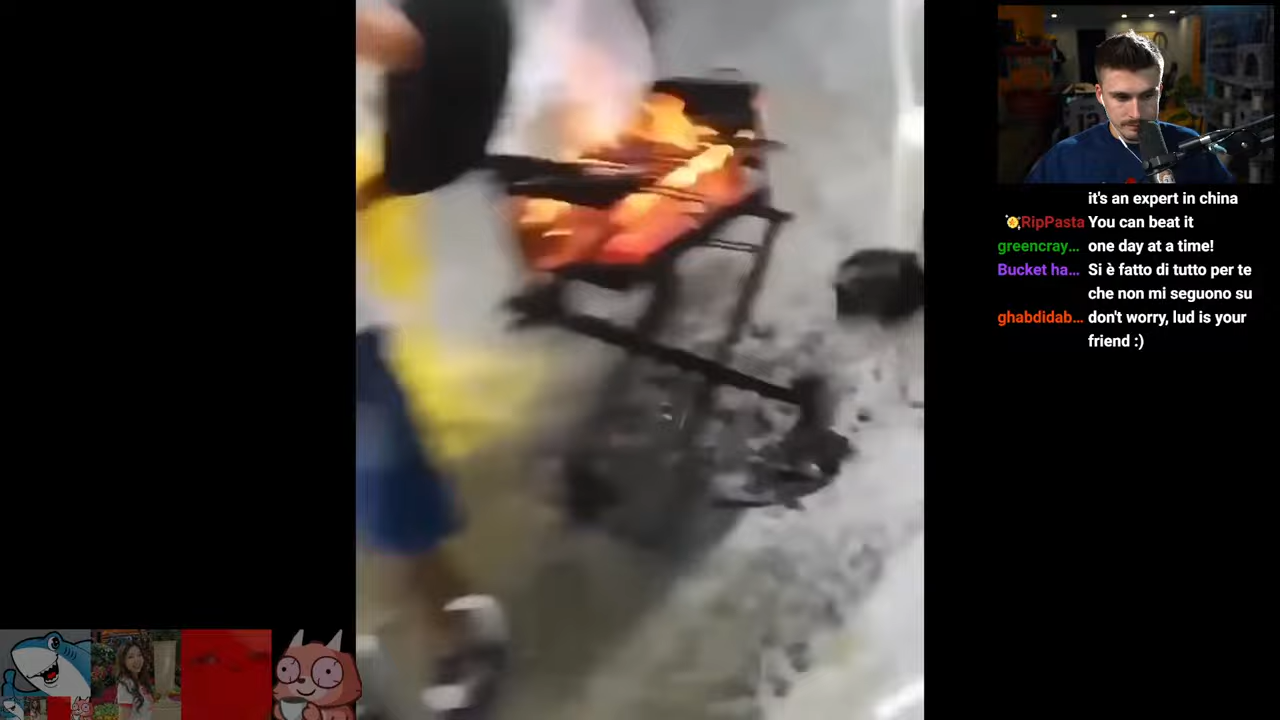 it's an expert in china
RipPasta You can beat it
greencray… one day at a time!
Bucket ha… Si è fatto di tutto per te
che non mi seguono su
ghabdidab… don't worry, lud is your
friend :)